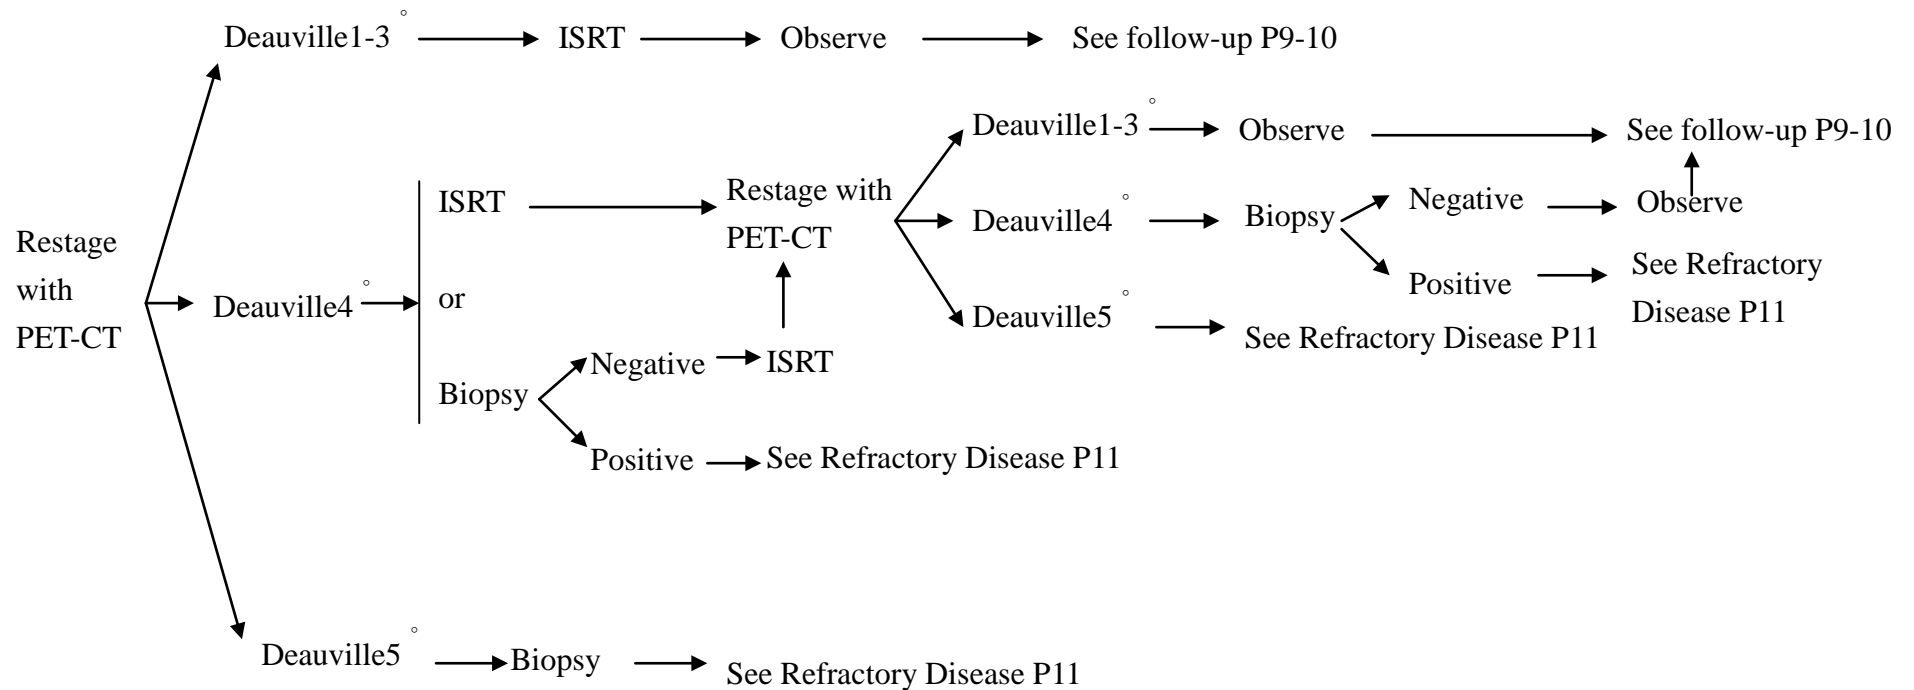 Deauville1-3° ISRT Observe See follow-up P9-10
Deauville1-3° Observe See follow-up P9-10
ISRT Restage with
PET-CT
Deauville4° Biopsy Negative Observe
Positive See Refractory
Disease P11
Restage
with
PET-CT
Deauville4° or
Deauville5° See Refractory Disease P11
Biopsy Negative ISRT
Positive See Refractory Disease P11
Deauville5° Biopsy See Refractory Disease P11